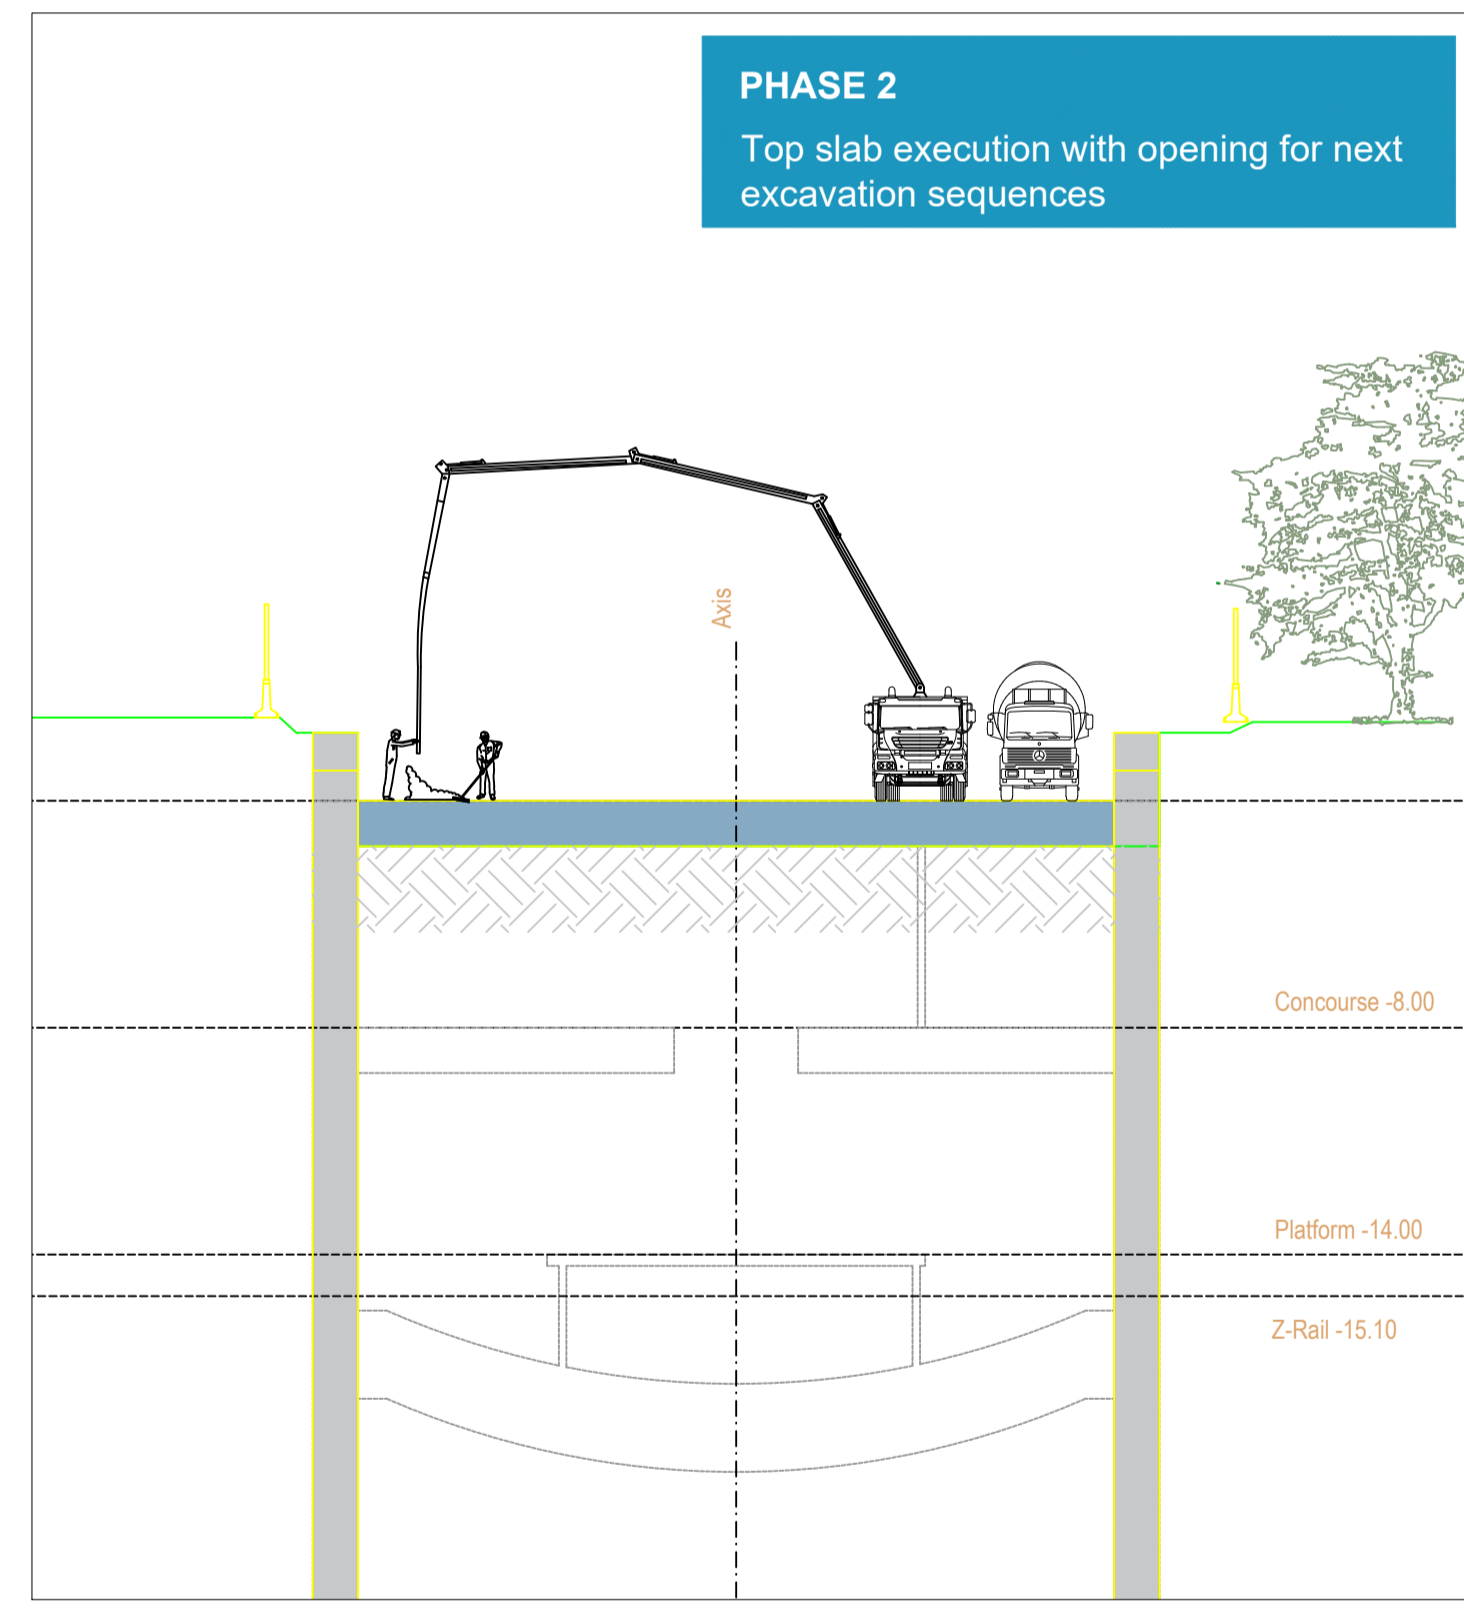 PHASE 2
Top slab execution with opening for next
excavation sequences
Axis
Concourse -8.00
Platform -14.00
Z-Rail -15.10